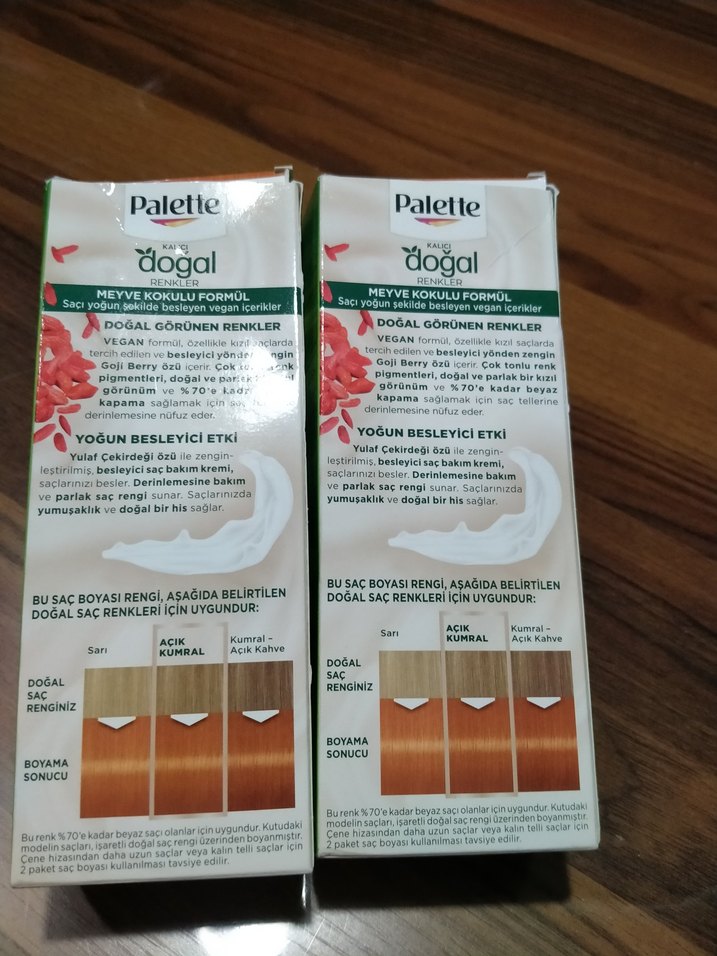 Palette
KALICI
doğal
RENKLER
MEYVE KOKULU FORMÜL
Saçı yoğun şekilde besleyen vegan içerikler
DOĞAL GÖRÜNEN RENKLER
VEGAN formül, özellikle kızıl saçlarda
tercih edilen ve besleyici yönden zengin
Goji Berry özü içerir. Çok tonlu renk
pigmentleri, doğal ve parlak
görünüm ve %70'e kadar
kapama sağlamak için saç
derinlemesine nüfuz eder.
YOĞUN BESLEYİCİ ETKİ
Yulaf Çekirdeği özü ile zengin-
leştirilmiş, besleyici saç bakım kremi,
saçlarınızı besler. Derinlemesine bakım
ve parlak saç rengi sunar. Saçlarınızda
yumuşaklık ve doğal bir his sağlar.
BU SAÇ BOYASI RENGİ, AŞAĞIDA BELİRTİLEN
DOĞAL SAÇ RENKLERİ İÇİN UYGUNDUR:
Sarı
AÇIK
KUMRAL
Kumral –
Açık Kahve
DOĞAL
SAÇ
RENGİNİZ
BOYAMA
SONUCU
Bu renk %70'e kadar beyaz saçı olanlar için uygundur. Kutudaki
modelin saçları, işaretli doğal saç rengi üzerinden boyanmıştır.
Çene hizasından daha uzun saçlar veya kalın telli saçlar için
2 paket saç boyası kullanılması tavsiye edilir.
Palette
KALICI
doğal
RENKLER
MEYVE KOKULU FORMÜL
Saçı yoğun şekilde besleyen vegan içerikler
DOĞAL GÖRÜNEN RENKLER
VEGAN formül, özellikle kızıl saçlarda
tercih edilen ve besleyici yönden zengin
Goji Berry özü içerir. Çok tonlu renk
pigmentleri, doğal ve parlak bir kızıl
görünüm ve %70'e kadar beyaz
kapama sağlamak için saç tellerine
derinlemesine nüfuz eder.
YOĞUN BESLEYİCİ ETKİ
Yulaf Çekirdeği özü ile zengin-
leştirilmiş, besleyici saç bakım kremi,
saçlarınızı besler. Derinlemesine bakım
ve parlak saç rengi sunar. Saçlarınızda
yumuşaklık ve doğal bir his sağlar.
BU SAÇ BOYASI RENGİ, AŞAĞIDA BELİRTİLEN
DOĞAL SAÇ RENKLERİ İÇİN UYGUNDUR:
Sarı
AÇIK
KUMRAL
Kumral –
Açık Kahve
DOĞAL
SAÇ
RENGİNİZ
BOYAMA
SONUCU
Bu renk %70'e kadar beyaz saçı olanlar için uygundur. Kutudaki
modelin saçları, işaretli doğal saç rengi üzerinden boyanmıştır.
Çene hizasından daha uzun saçlar veya kalın telli saçlar için
2 paket saç boyası kullanılması tavsiye edilir.